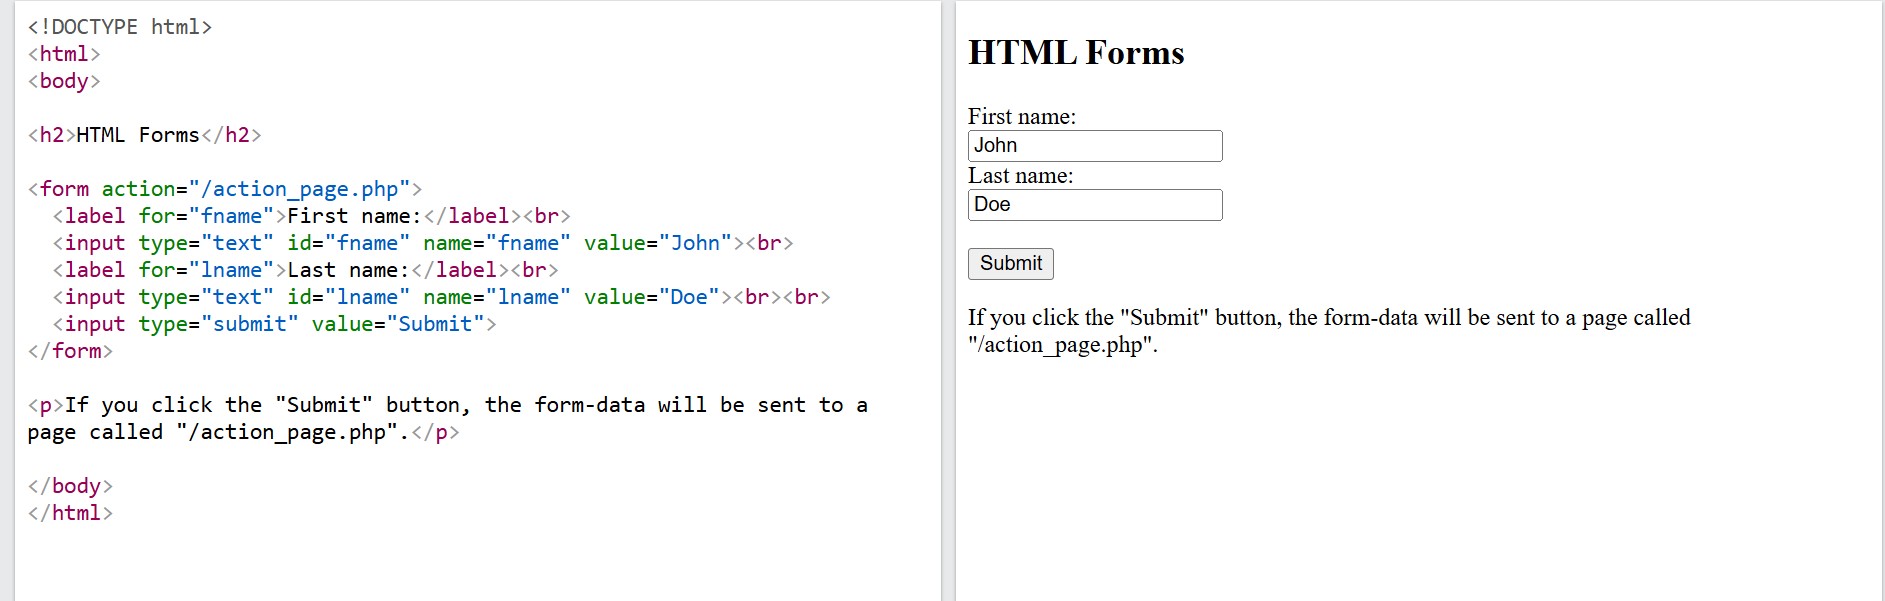 <!DOCTYPE html>
<html>
<body>
<h2>HTML Forms</h2>
<form action="/action_page.php">
  <label for="fname">First name:</label><br>
  <input type="text" id="fname" name="fname" value="John"><br>
  <label for="lname">Last name:</label><br>
  <input type="text" id="lname" name="lname" value="Doe"><br><br>
  <input type="submit" value="Submit">
</form>
<p>If you click the "Submit" button, the form-data will be sent to a
page called "/action_page.php".</p>
</body>
</html>
HTML Forms
First name:
John
Last name:
Doe
Submit
If you click the "Submit" button, the form-data will be sent to a page called
"/action_page.php".